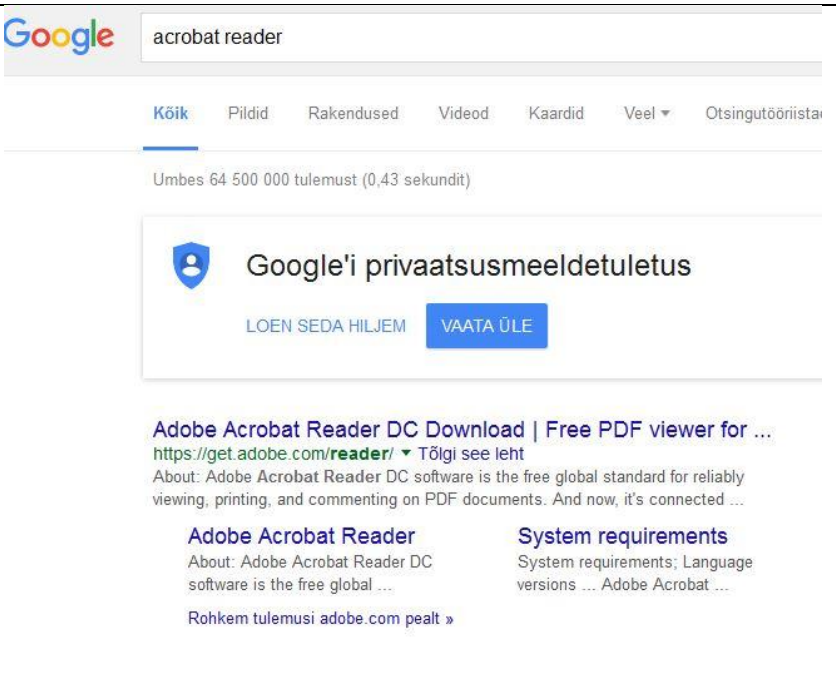 Google acrobat reader
Kõik Pildid Rakendused Videod Kaardid Veel Otsingutööriista
Umbes 64 500 000 tulemust (0,43 sekundit)
Google'i privaatsusmeeldetuletus
LOEN SEDA HILJEM VAATA ÜLE
Adobe Acrobat Reader DC Download | Free PDF viewer for ...
https://get.adobe.com/reader/ Tõlgi see leht
About: Adobe Acrobat Reader DC software is the free global standard for reliably
viewing, printing, and commenting on PDF documents. And now, it's connected ...
Adobe Acrobat Reader
About: Adobe Acrobat Reader DC
software is the free global ...
System requirements
System requirements; Language
versions ... Adobe Acrobat ...
Rohkem tulemusi adobe.com pealt »